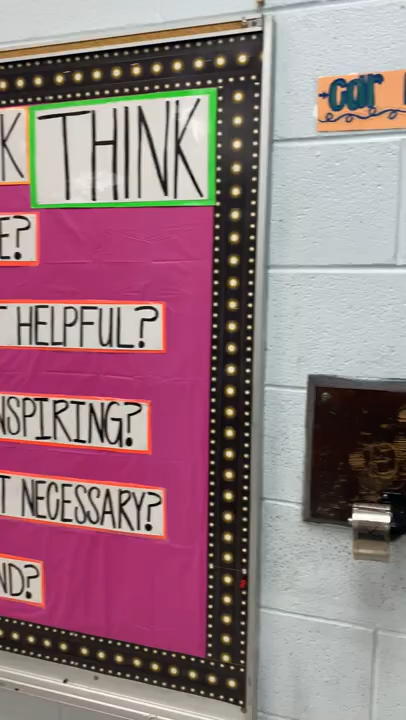 K THINK
car
E?
T HELPFUL?
NSPIRING?
T NECESSARY?
ND?